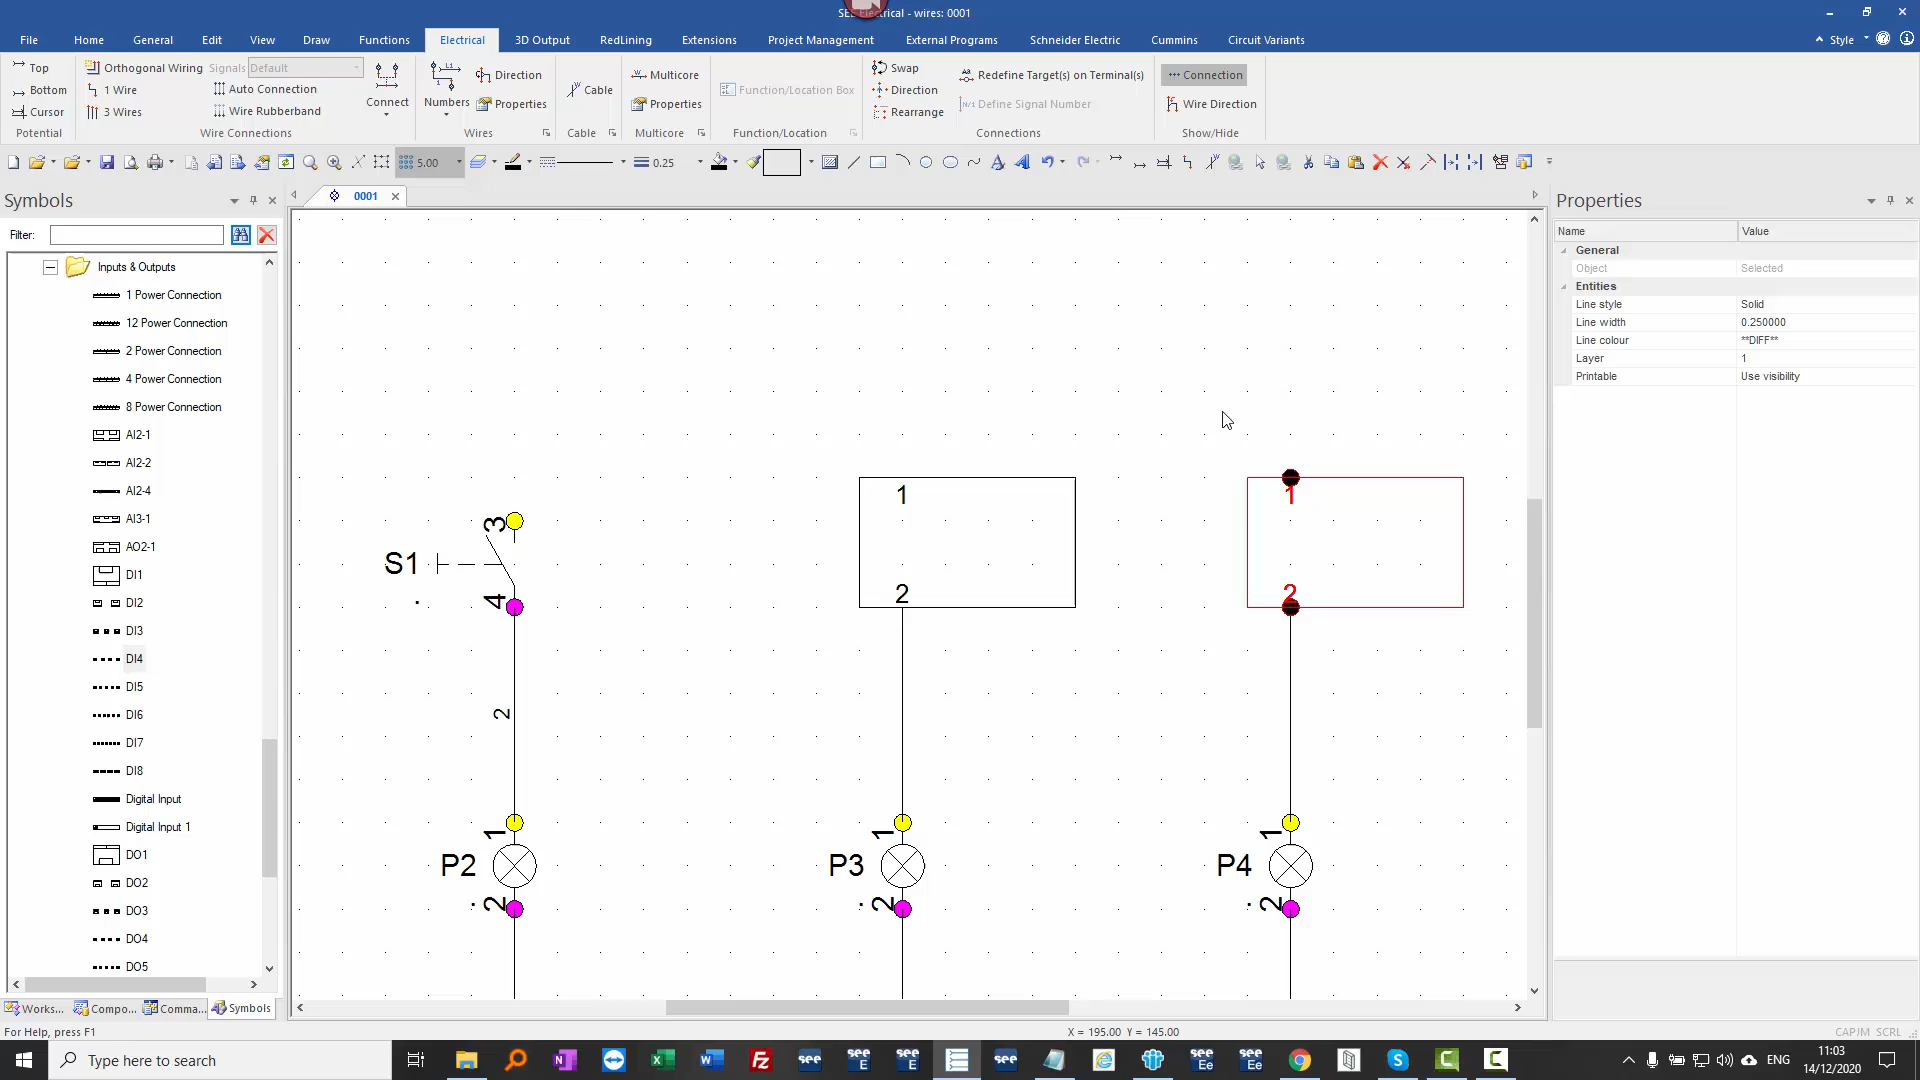 SEE Electrical - wires: 0001
File Home General Edit View Draw Functions Electrical 3D Output RedLining Extensions Project Management External Programs Schneider Electric Cummins Circuit Variants Style
Top Orthogonal Wiring Signals Default Direction Multicore Swap Redefine Target(s) on Terminal(s) Connection
Bottom 1 Wire Auto Connection Connect Numbers Properties Cable Properties Function/Location Box Direction Define Signal Number Wire Direction
Cursor 3 Wires Wire Rubberband Rearrange
Potential Wire Connections Wires Cable Multicore Function/Location Connections Show/Hide
5.00 0.25
Symbols
Filter:
Inputs & Outputs
1 Power Connection
12 Power Connection
2 Power Connection
4 Power Connection
8 Power Connection
AI2-1
AI2-2
AI2-4
AI3-1
AO2-1
DI1
DI2
DI3
DI4
DI5
DI6
DI7
DI8
Digital Input
Digital Input 1
DO1
DO2
DO3
DO4
DO5
Works... Compo... Comma... Symbols
0001
3
S1
4
2
1
P2
2
1
2
1
P3
2
1
2
1
P4
2
Properties
Name Value
General
Object Selected
Entities
Line style Solid
Line width 0.250000
Line colour **DIFF**
Layer 1
Printable Use visibility
For Help, press F1
X = 195.00 Y = 145.00
CAPJM SCRL
Type here to search
ENG
11:03
14/12/2020